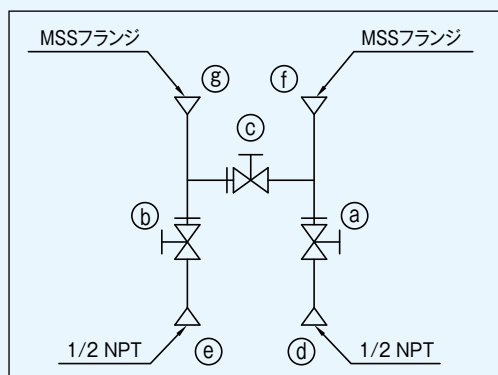 MSSフランジ MSSフランジ
ⓖ ⓕ
ⓒ
ⓑ ⓐ
1/2 NPT ⓔ ⓓ 1/2 NPT